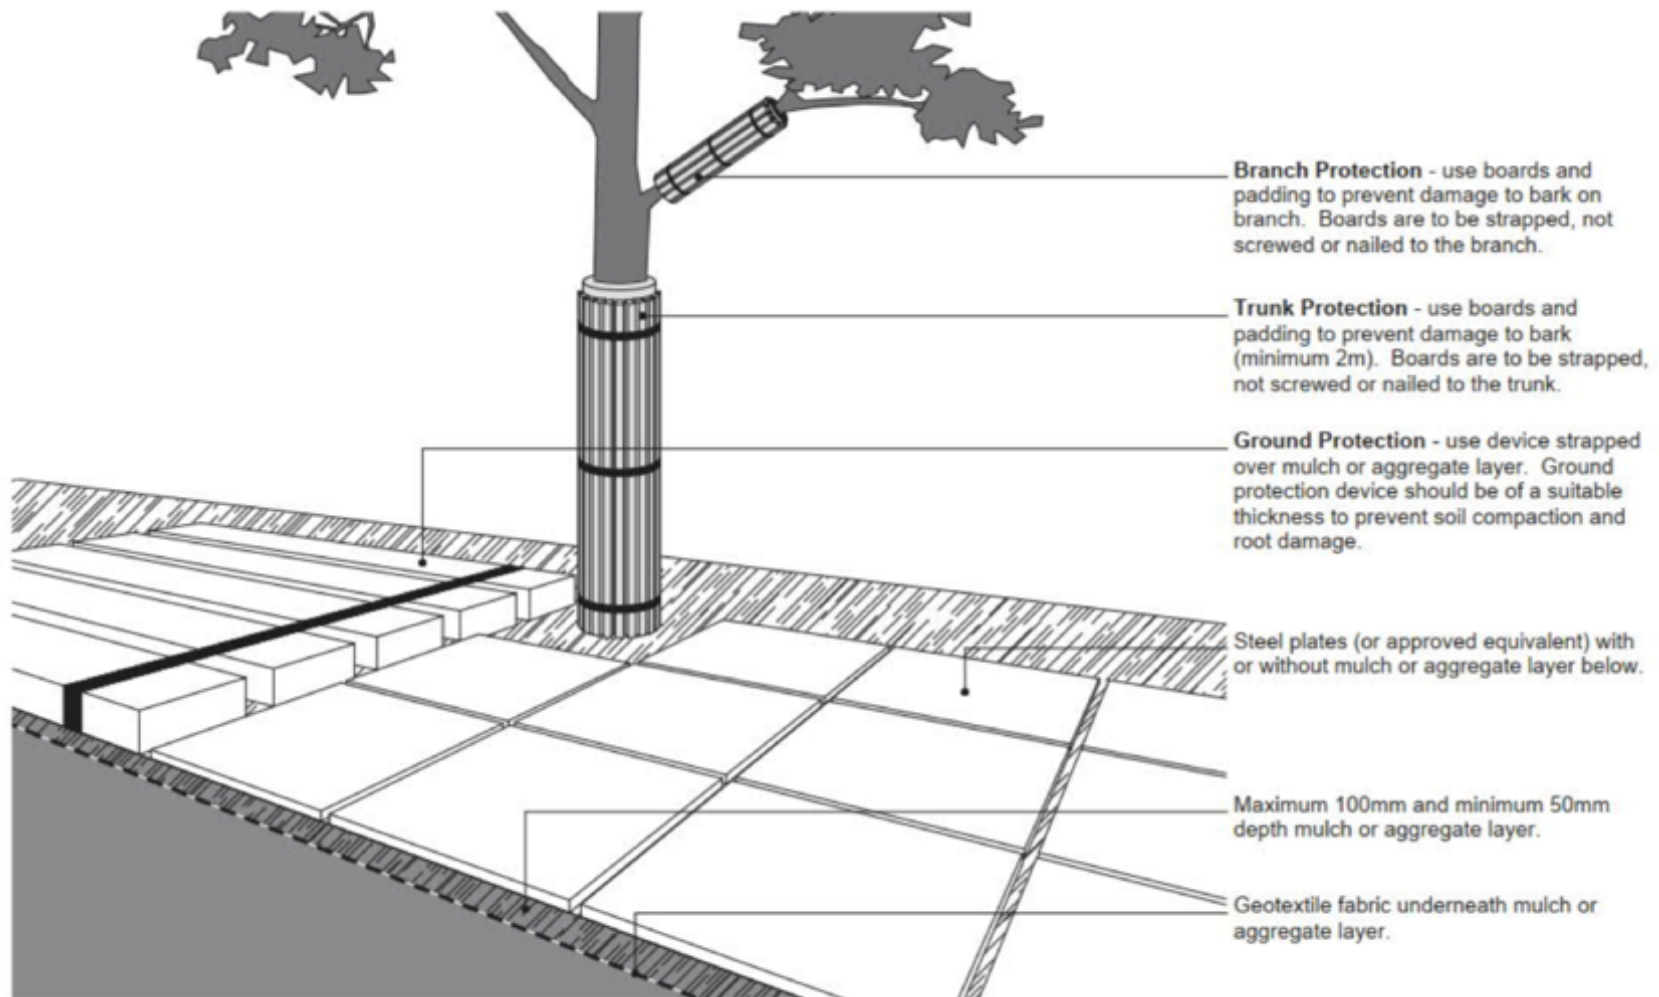 Branch Protection - use boards and
padding to prevent damage to bark on
branch. Boards are to be strapped, not
screwed or nailed to the branch.
Trunk Protection - use boards and
padding to prevent damage to bark
(minimum 2m). Boards are to be strapped,
not screwed or nailed to the trunk.
Ground Protection - use device strapped
over mulch or aggregate layer. Ground
protection device should be of a suitable
thickness to prevent soil compaction and
root damage.
Steel plates (or approved equivalent) with
or without mulch or aggregate layer below.
Maximum 100mm and minimum 50mm
depth mulch or aggregate layer.
Geotextile fabric underneath mulch or
aggregate layer.